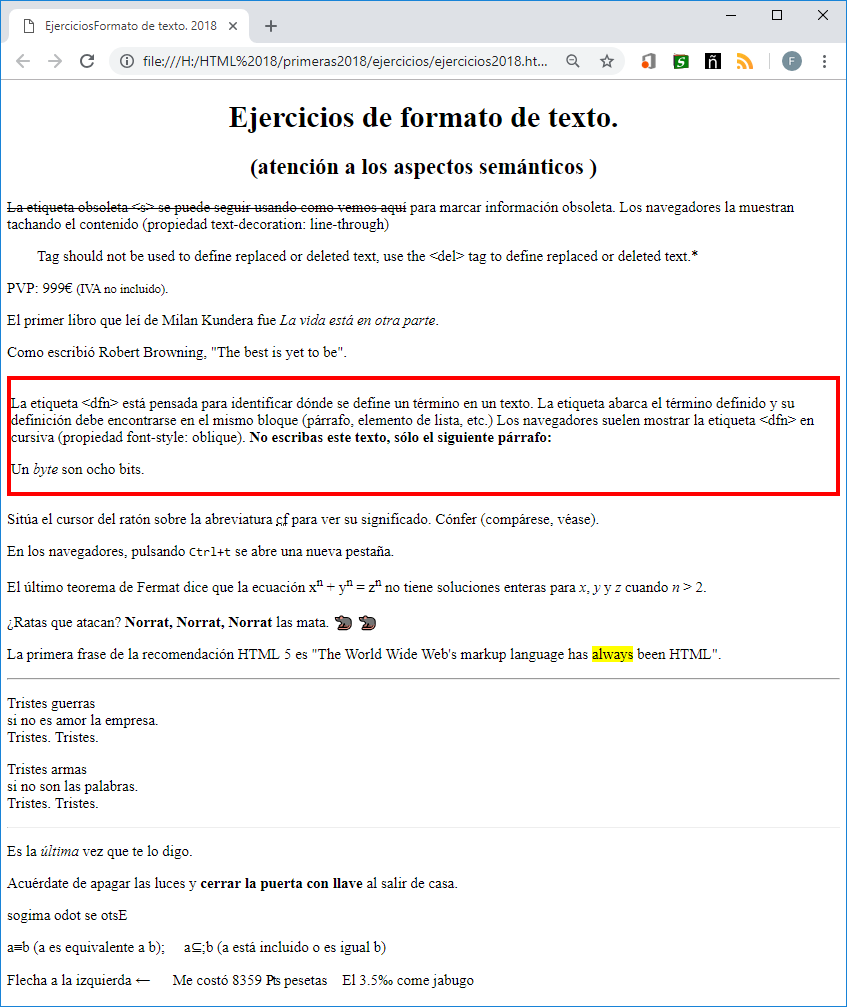 EjerciciosFormato de texto. 2018
file:///H:/HTML%2018/primeras2018/ejercicios/ejercicios2018.ht...
S
ñ
F
Ejercicios de formato de texto.
(atención a los aspectos semánticos )
La etiqueta obsoleta <s> se puede seguir usando como vemos aquí para marcar información obsoleta. Los navegadores la muestran
tachando el contenido (propiedad text-decoration: line-through)
Tag should not be used to define replaced or deleted text, use the <del> tag to define replaced or deleted text.*
PVP: 999€ (IVA no incluido).
El primer libro que leí de Milan Kundera fue La vida está en otra parte.
Como escribió Robert Browning, "The best is yet to be".
La etiqueta <dfn> está pensada para identificar dónde se define un término en un texto. La etiqueta abarca el término definido y su
definición debe encontrarse en el mismo bloque (párrafo, elemento de lista, etc.) Los navegadores suelen mostrar la etiqueta <dfn> en
cursiva (propiedad font-style: oblique). No escribas este texto, sólo el siguiente párrafo:
Un byte son ocho bits.
Sitúa el cursor del ratón sobre la abreviatura cf para ver su significado. Cónfer (compárese, véase).
En los navegadores, pulsando Ctrl+t se abre una nueva pestaña.
El último teorema de Fermat dice que la ecuación xⁿ + yⁿ = zⁿ no tiene soluciones enteras para x, y y z cuando n > 2.
¿Ratas que atacan? Norrat, Norrat, Norrat las mata. 🐀 🐀
La primera frase de la recomendación HTML 5 es "The World Wide Web's markup language has always been HTML".
Tristes guerras
si no es amor la empresa.
Tristes. Tristes.
Tristes armas
si no son las palabras.
Tristes. Tristes.
Es la última vez que te lo digo.
Acuérdate de apagar las luces y cerrar la puerta con llave al salir de casa.
sogima odot se otsE
a≡b (a es equivalente a b); a⊆;b (a está incluido o es igual b)
Flecha a la izquierda ← Me costó 8359 ₧ pesetas El 3.5‰ come jabugo